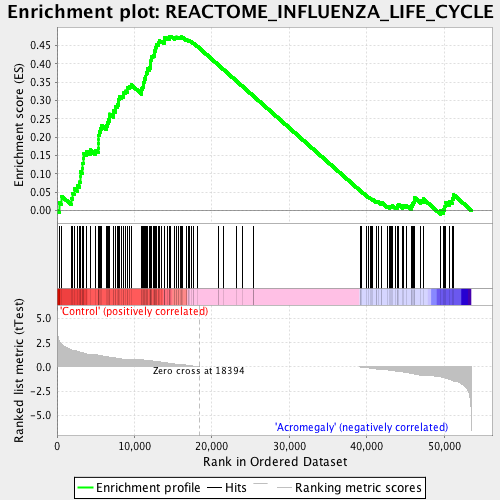 Enrichment plot: REACTOME_INFLUENZA_LIFE_CYCLE
Enrichment score (ES)
0.45
0.40
0.35
0.30
0.25
0.20
0.15
0.10
0.05
0.00
'Control' (positively correlated)
Ranked list metric (tTest)
5.0
2.5
0.0
-2.5
-5.0
Zero cross at 18394
'Acromegaly' (negatively correlated)
0 10,000 20,000 30,000 40,000 50,000
Rank in Ordered Dataset
Enrichment profile Hits Ranking metric scores